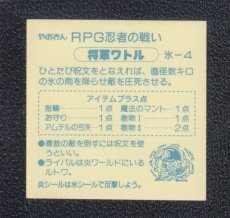 やおきん RPG忍者の戦い
将軍ワトル 氷－4
ひとたび呪文をとなえれば、直径数キロ
の氷の雨を降らせ敵を圧死させる。
アイテムプラス点
指輪 1点 魔法のマント 1点
お守り 1点 巻物Ⅰ 1点
アムテルの弓矢 1点 巻物Ⅱ 2点
●複数の敵を倒すには呪文を使
うといい。
●ライバルは炎ワールドにいる
ルトワ。
炎シールは氷シールで反撃しよう。